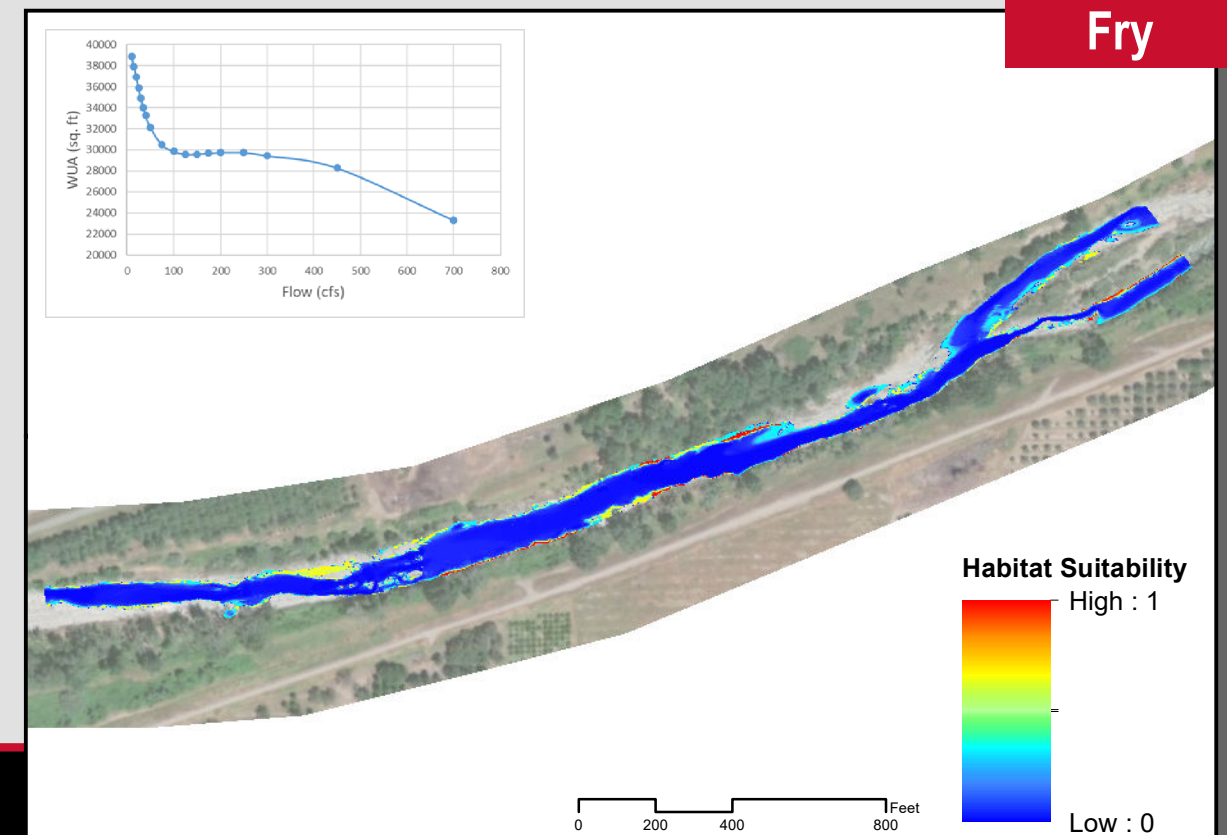 Fry
40000
38000
36000
34000
32000
30000
28000
26000
24000
22000
20000
WUA (sq. ft)
0 100 200 300 400 500 600 700 800
Flow (cfs)
Habitat Suitability
High : 1
Low : 0
Feet
0 200 400 800